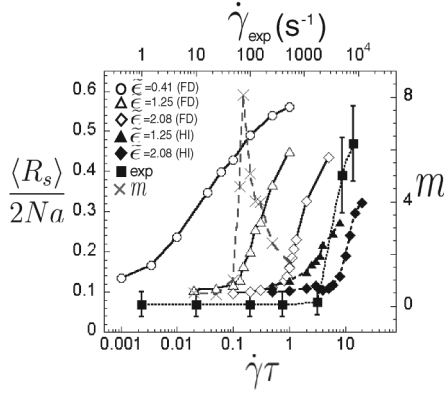 γ̇exp (s⁻¹)
1 10 100 1000 10⁴
0.6
0.5
0.4
0.3
0.2
0.1
0
⟨Rs⟩
2Na
ϵ̃=0.41 (FD)
ϵ̃=1.25 (FD)
ϵ̃=2.08 (FD)
ϵ̃=1.25 (HI)
ϵ̃=2.08 (HI)
exp
m
8
4
0
m
0.001 0.01 0.1 1 10
γ̇τ